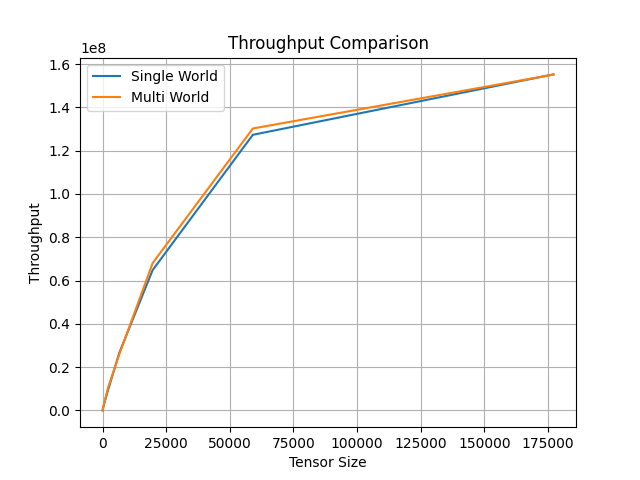 Throughput Comparison
1e8
Single World
Multi World
1.6
1.4
1.2
1.0
0.8
0.6
0.4
0.2
0.0
Throughput
0 25000 50000 75000 100000 125000 150000 175000
Tensor Size